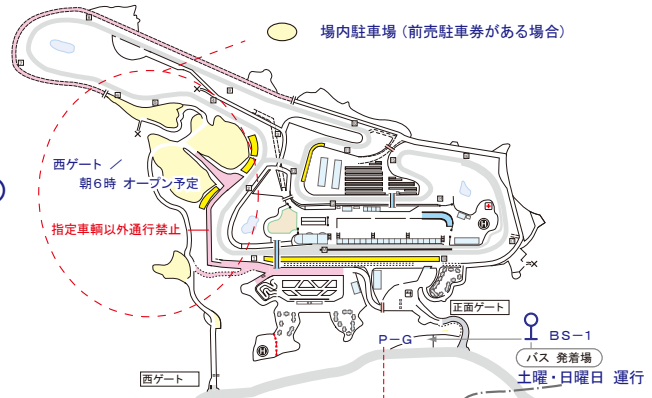 場内駐車場 (前売駐車券がある場合)
西ゲート ／
朝６時 オープン予定
指定車輌以外通行禁止
正面ゲート
P-G
BS-1
バス 発着場
土曜・日曜日 運行
西ゲート
H
H